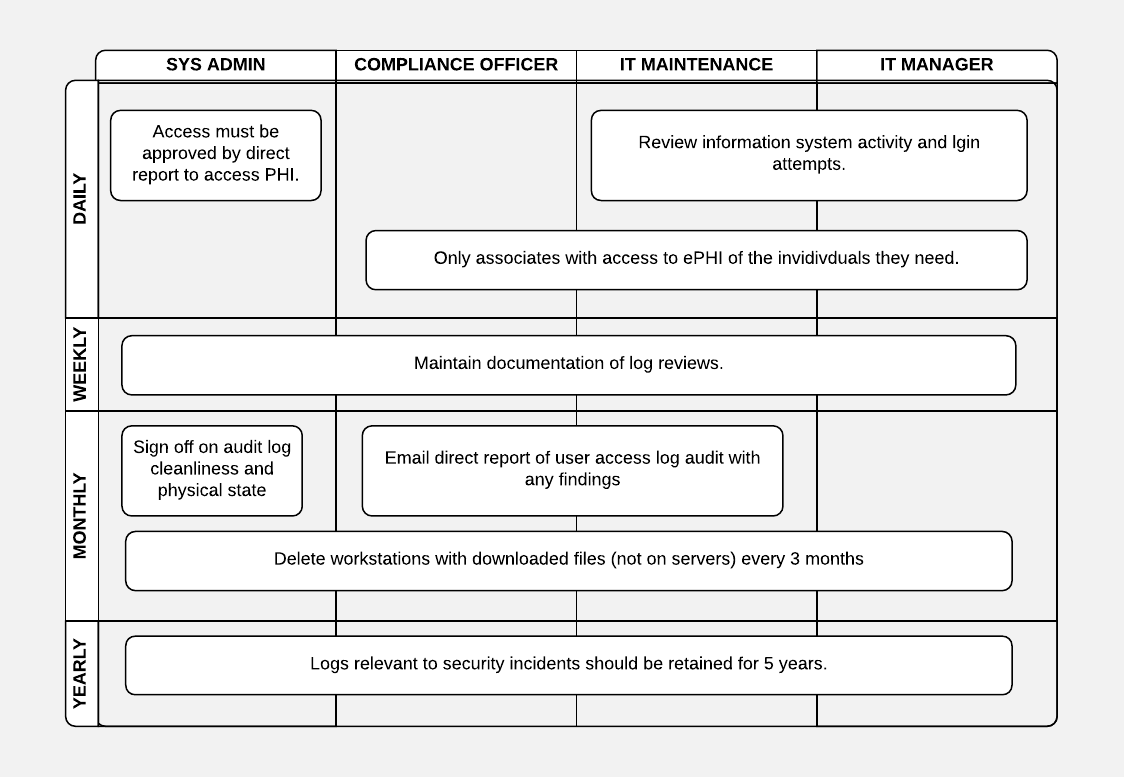 SYS ADMIN
COMPLIANCE OFFICER
IT MAINTENANCE
IT MANAGER
DAILY
Access must be
approved by direct
report to access PHI.
Review information system activity and lgin
attempts.
Only associates with access to ePHI of the invidivduals they need.
WEEKLY
Maintain documentation of log reviews.
MONTHLY
Sign off on audit log
cleanliness and
physical state
Email direct report of user access log audit with
any findings
Delete workstations with downloaded files (not on servers) every 3 months
YEARLY
Logs relevant to security incidents should be retained for 5 years.